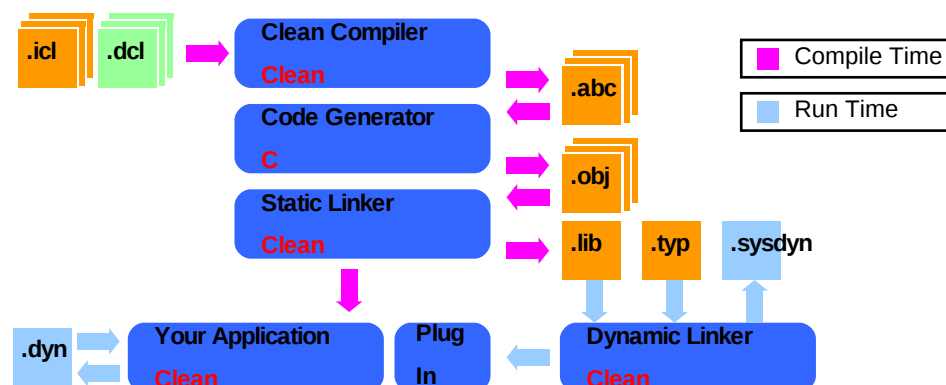 .icl
.dcl
Clean Compiler
Clean
.abc
Compile Time
Run Time
Code Generator
C
.obj
Static Linker
Clean
.lib
.typ
.sysdyn
.dyn
Your Application
Clean
Plug
In
Dynamic Linker
Clean